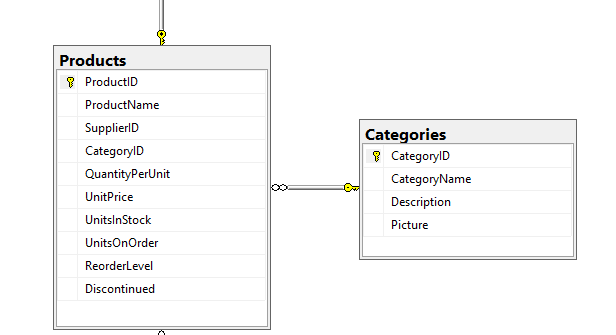 Products
ProductID
ProductName
SupplierID
CategoryID
QuantityPerUnit
UnitPrice
UnitsInStock
UnitsOnOrder
ReorderLevel
Discontinued
Categories
CategoryID
CategoryName
Description
Picture